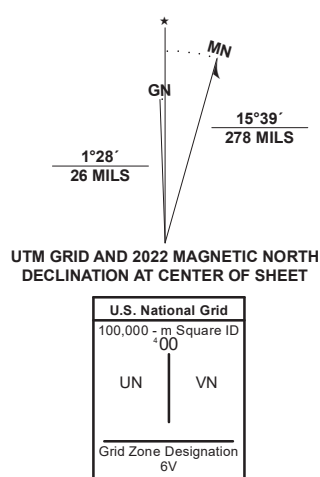 ★
MN
GN
15°39´
278 MILS
1°28´
26 MILS
UTM GRID AND 2022 MAGNETIC NORTH
DECLINATION AT CENTER OF SHEET
U.S. National Grid
100,000 - m Square ID
⁴00
UN VN
Grid Zone Designation
6V